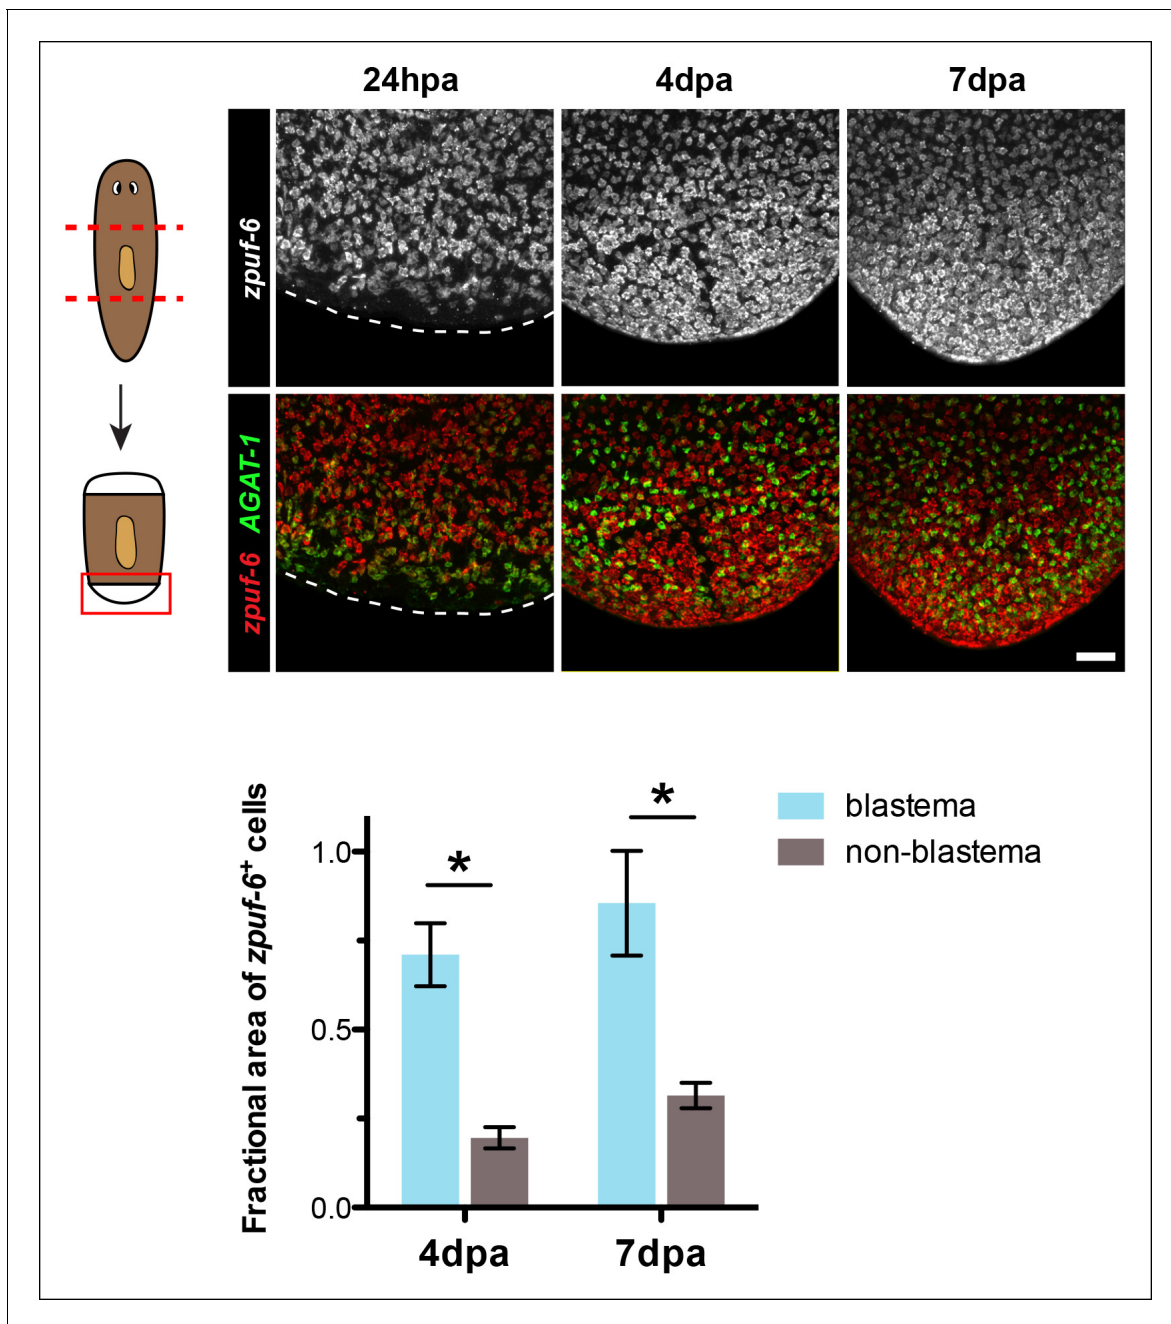 24hpa 4dpa 7dpa
zpuf-6
zpuf-6 AGAT-1
Fractional area of zpuf-6+ cells
1.0
0.5
0.0
*
*
4dpa 7dpa
blastema
non-blastema